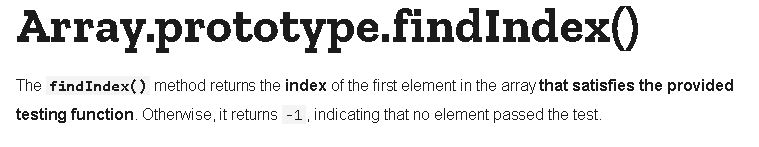 Array.prototype.findIndex()
The findIndex() method returns the index of the first element in the array that satisfies the provided
testing function. Otherwise, it returns -1, indicating that no element passed the test.